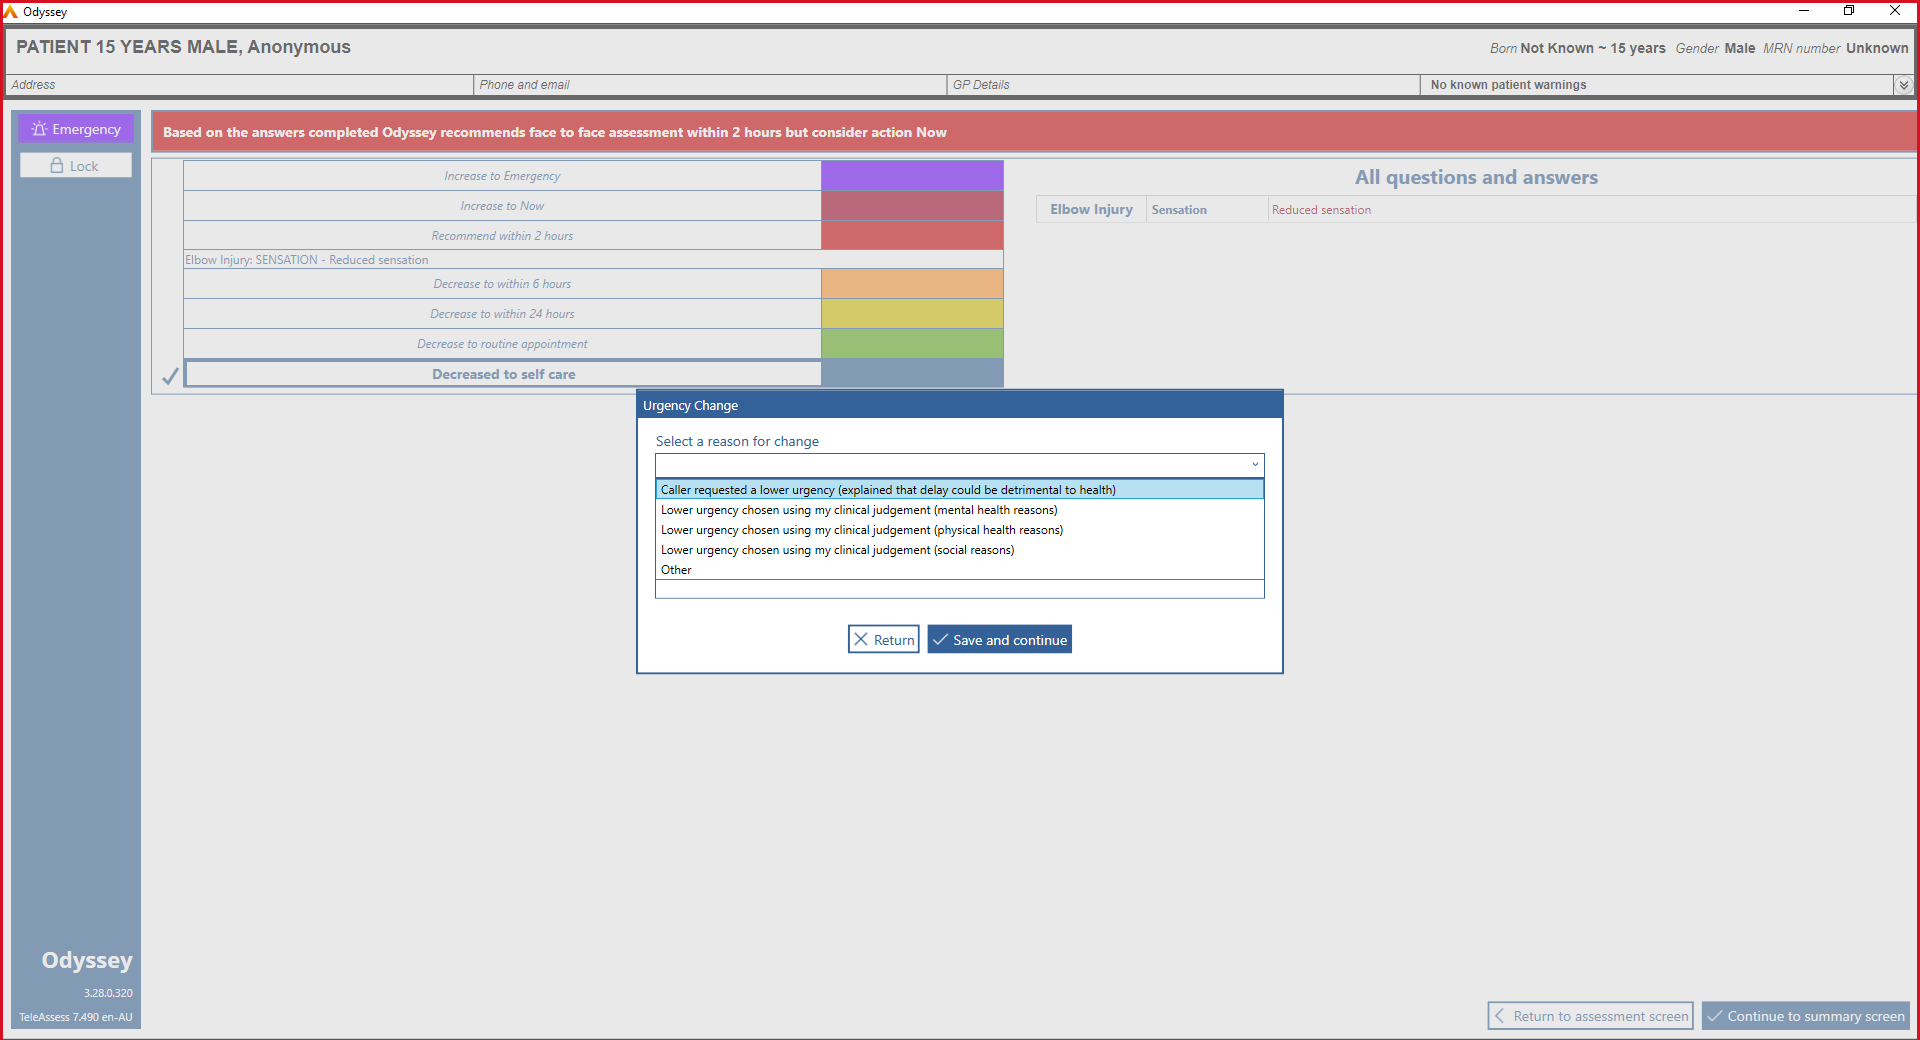 Odyssey
PATIENT 15 YEARS MALE, Anonymous
Born Not Known ~ 15 years Gender Male MRN number Unknown
Address
Phone and email
GP Details
No known patient warnings
Emergency
Lock
Based on the answers completed Odyssey recommends face to face assessment within 2 hours but consider action Now
Increase to Emergency
Increase to Now
Recommend within 2 hours
Elbow Injury: SENSATION - Reduced sensation
Decrease to within 6 hours
Decrease to within 24 hours
Decrease to routine appointment
Decreased to self care
All questions and answers
Elbow Injury Sensation Reduced sensation
Urgency Change
Select a reason for change
Caller requested a lower urgency (explained that delay could be detrimental to health)
Lower urgency chosen using my clinical judgement (mental health reasons)
Lower urgency chosen using my clinical judgement (physical health reasons)
Lower urgency chosen using my clinical judgement (social reasons)
Other
Return
Save and continue
Odyssey
3.28.0.320
TeleAssess 7.490 en-AU
Return to assessment screen
Continue to summary screen